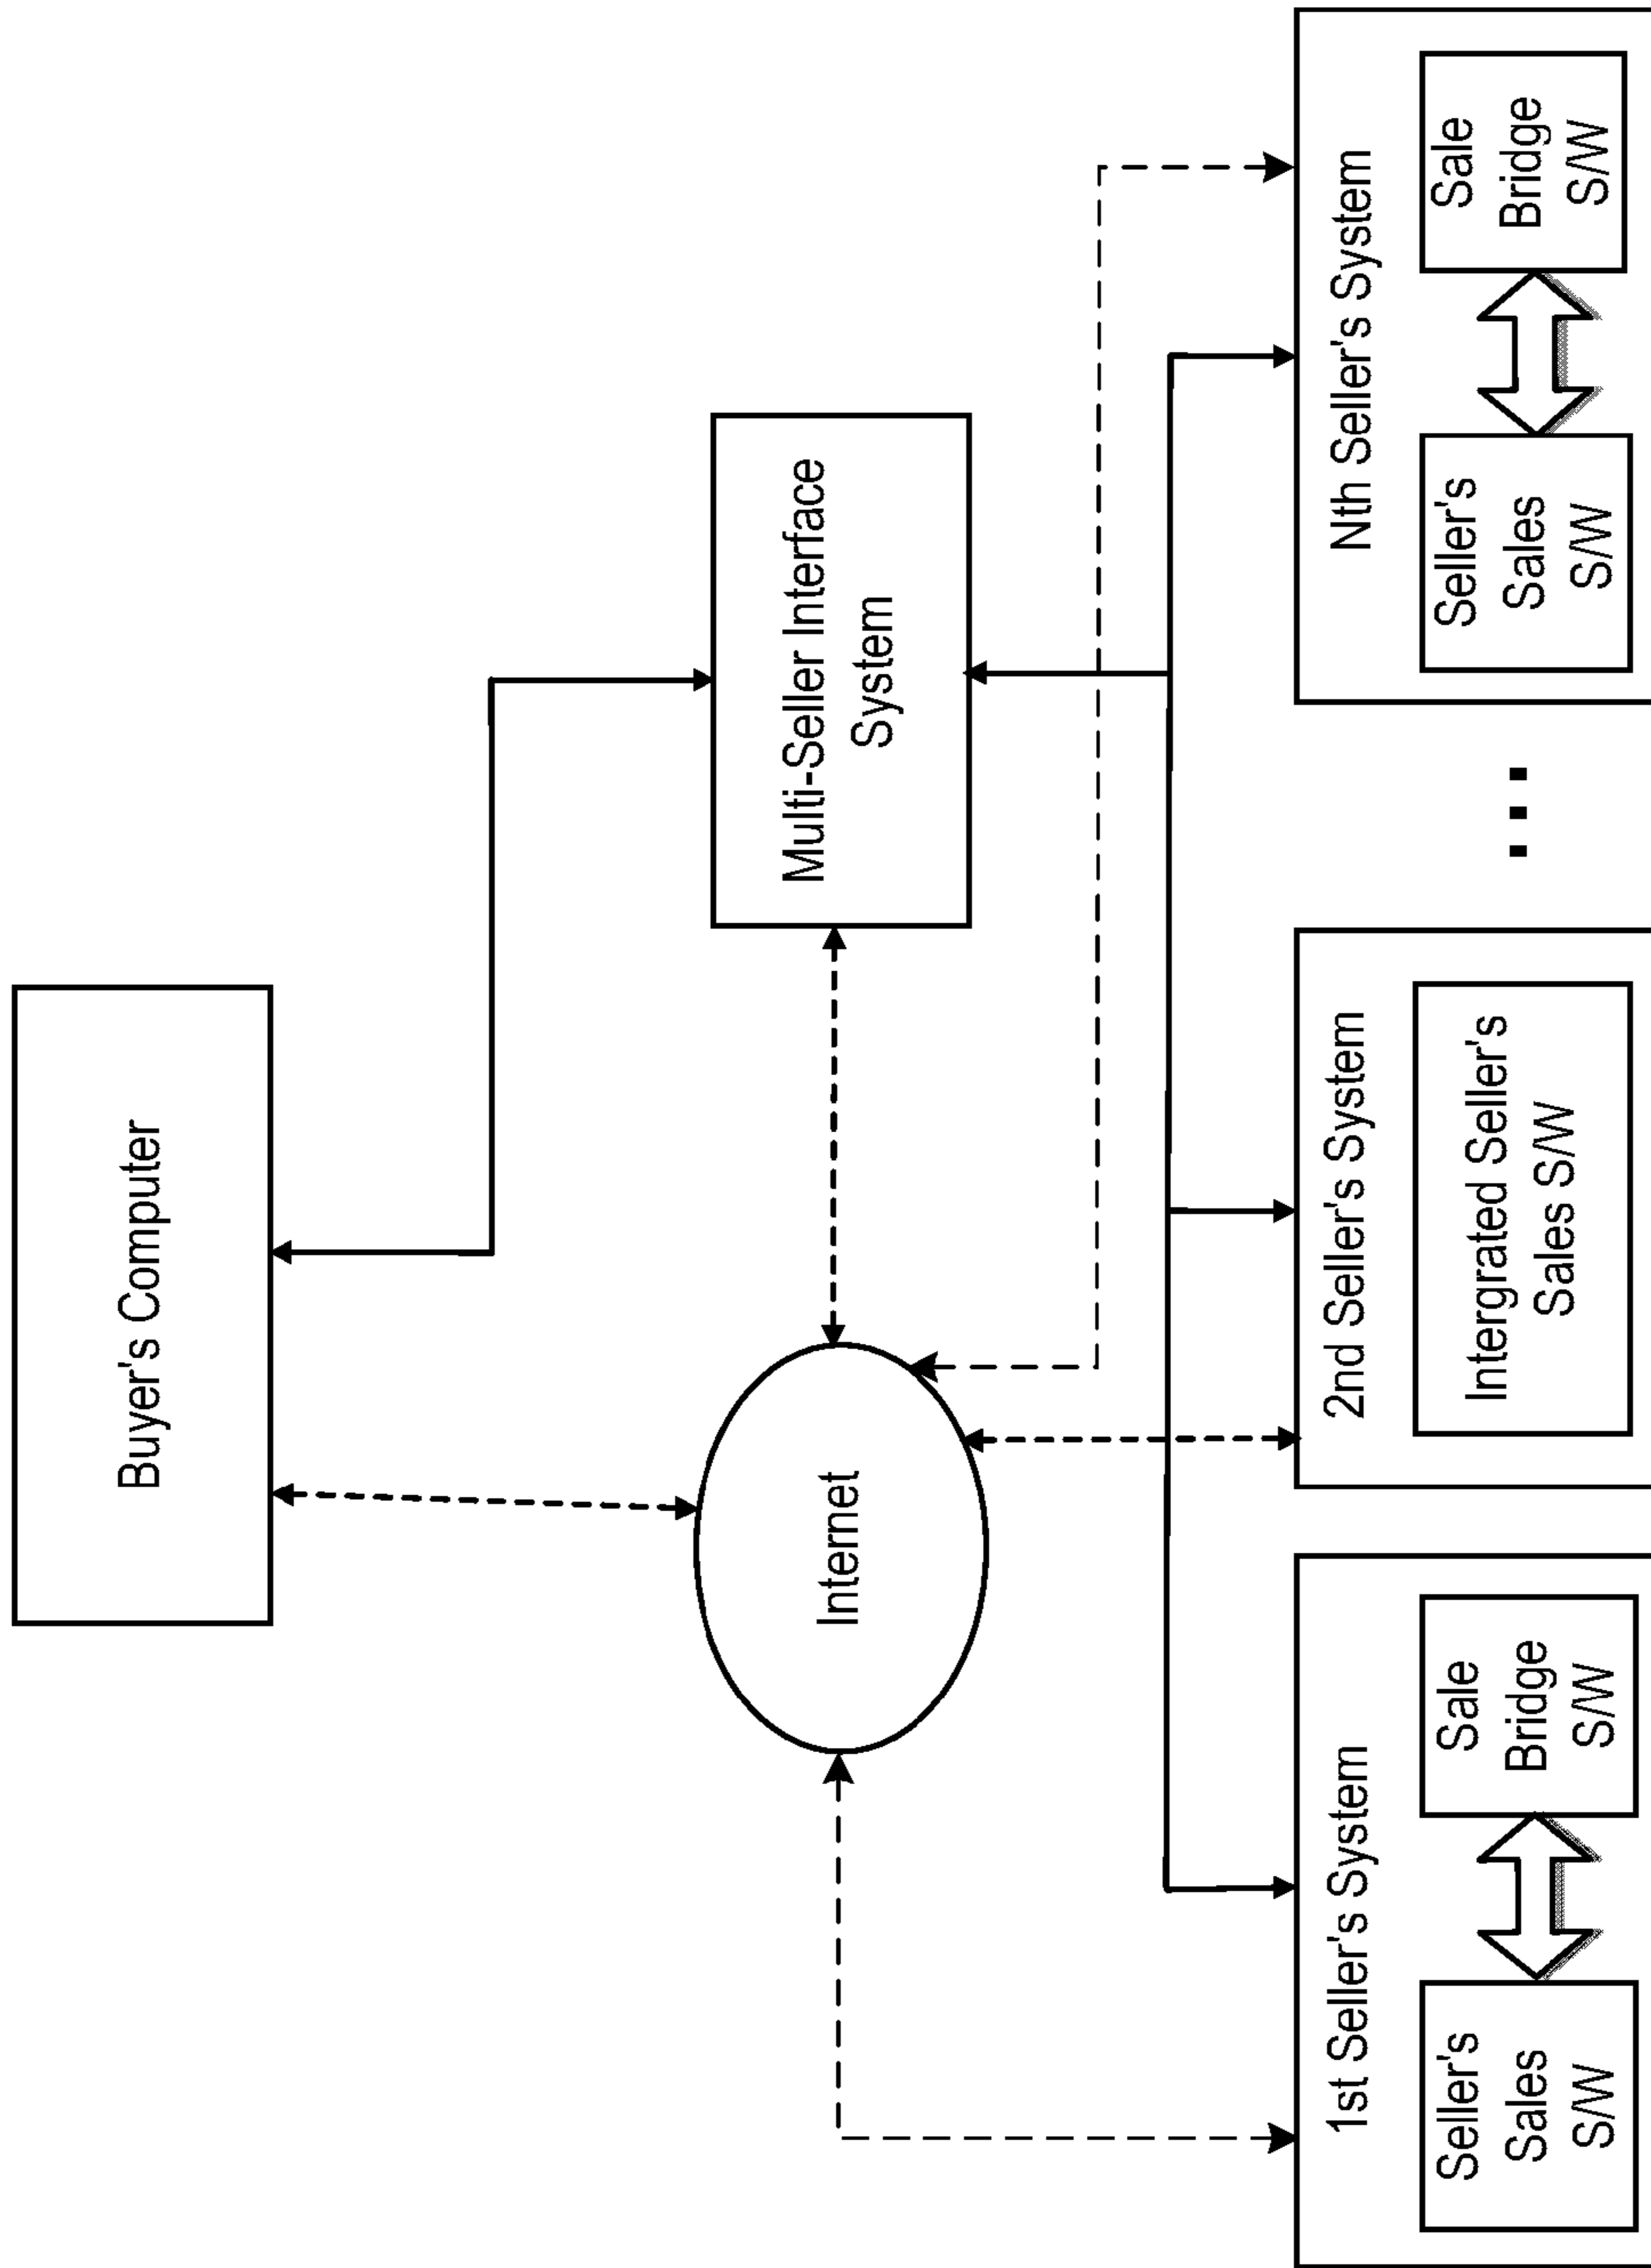 Buyer's Computer
Internet
Multi-Seller Interface
System
1st Seller's System
Seller's
Sales
S/W
Sale
Bridge
S/W
2nd Seller's System
Intergrated Seller's
Sales S/W
...
Nth Seller's System
Seller's
Sales
S/W
Sale
Bridge
S/W